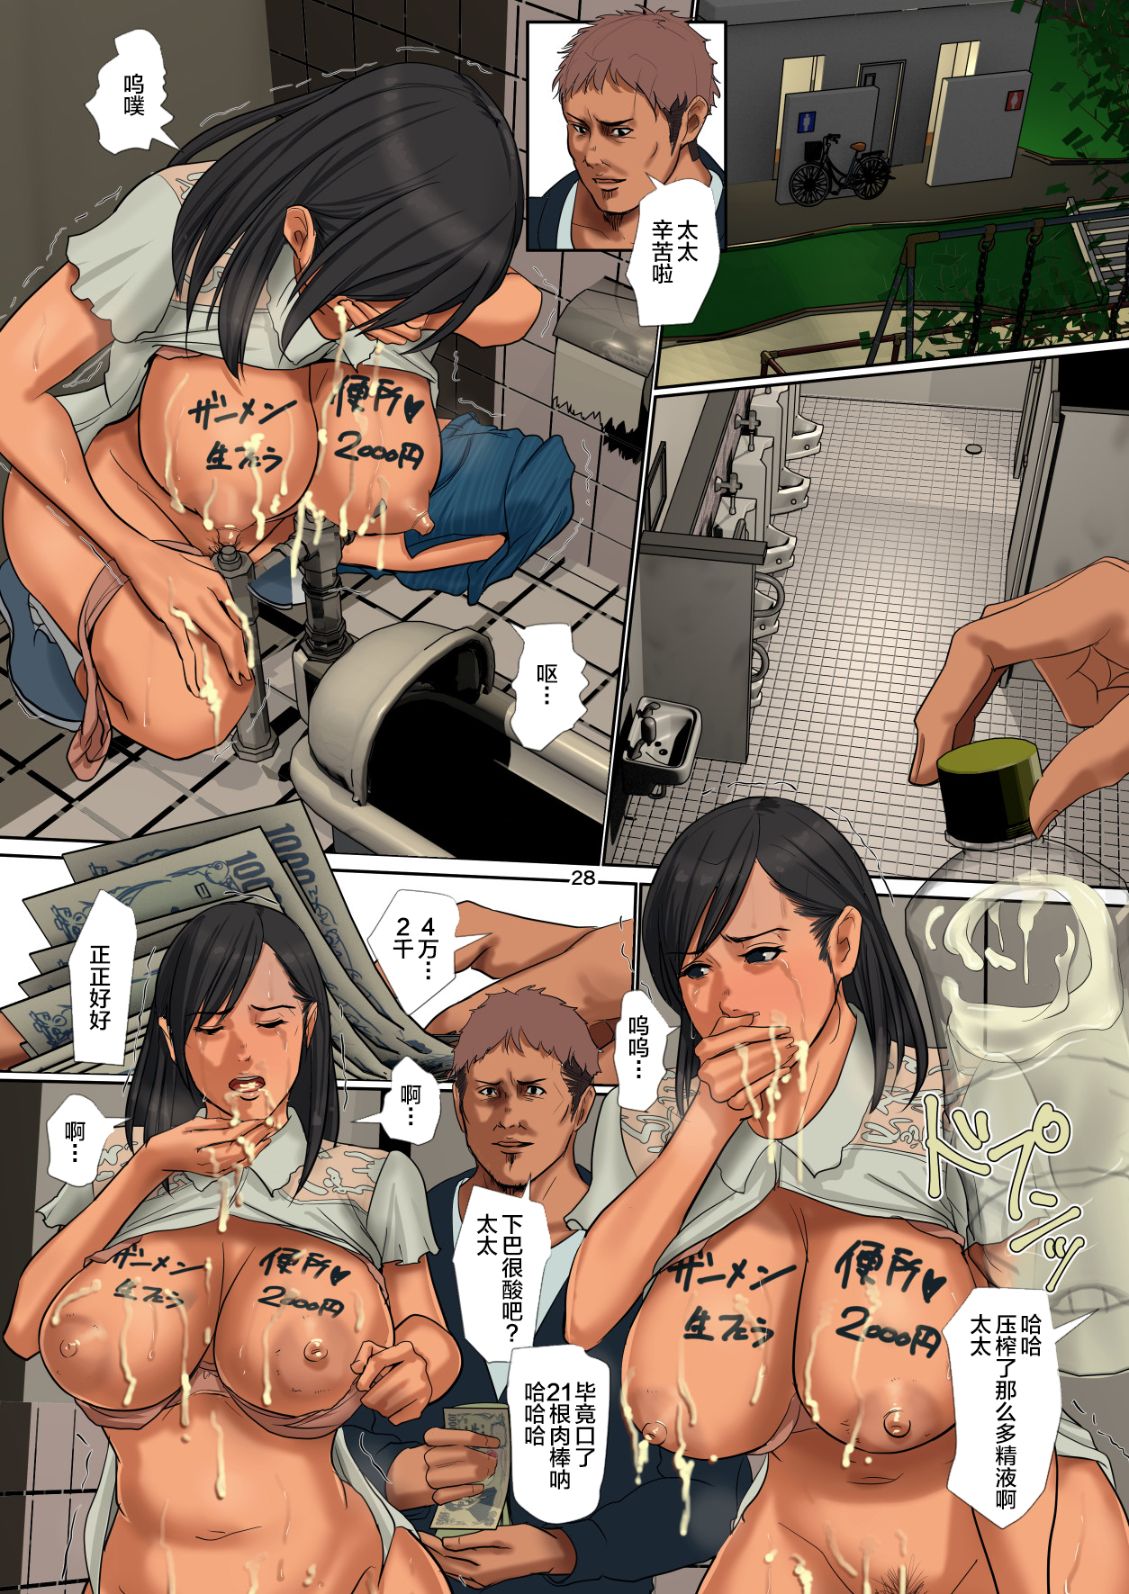 太太
辛苦啦
呜噗
ザーメン
生フェラ
便所♥
2000円
呕…
28
1000
1000
4万…
2千
正正好好
呜呜…
ドプンッ
啊…
啊…
ザーメン
生フェラ
便所♥
2000円
下巴很酸吧？
太太
毕竟口了
21根肉棒呐
哈哈哈
ザーメン
生フェラ
便所♥
2000円
哈哈
压榨了那么多精液啊
太太